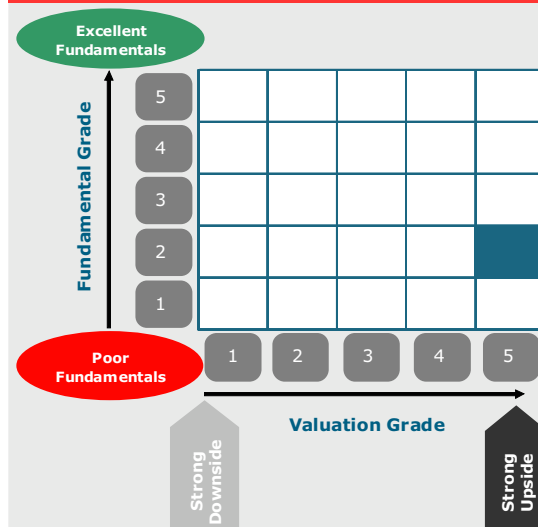 Excellent
Fundamentals
Fundamental Grade
5
4
3
2
1
Poor
Fundamentals
1 2 3 4 5
Valuation Grade
Strong
Downside
Strong
Upside